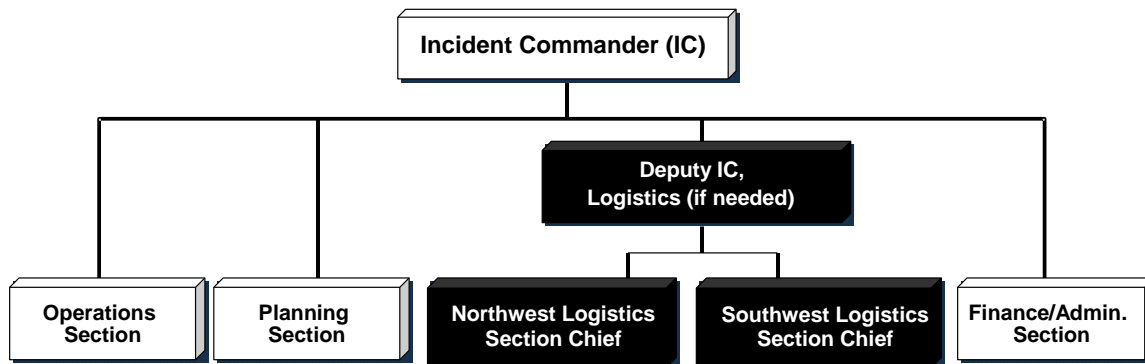 Incident Commander (IC)
Deputy IC,
Logistics (if needed)
Operations
Section
Planning
Section
Northwest Logistics
Section Chief
Southwest Logistics
Section Chief
Finance/Admin.
Section